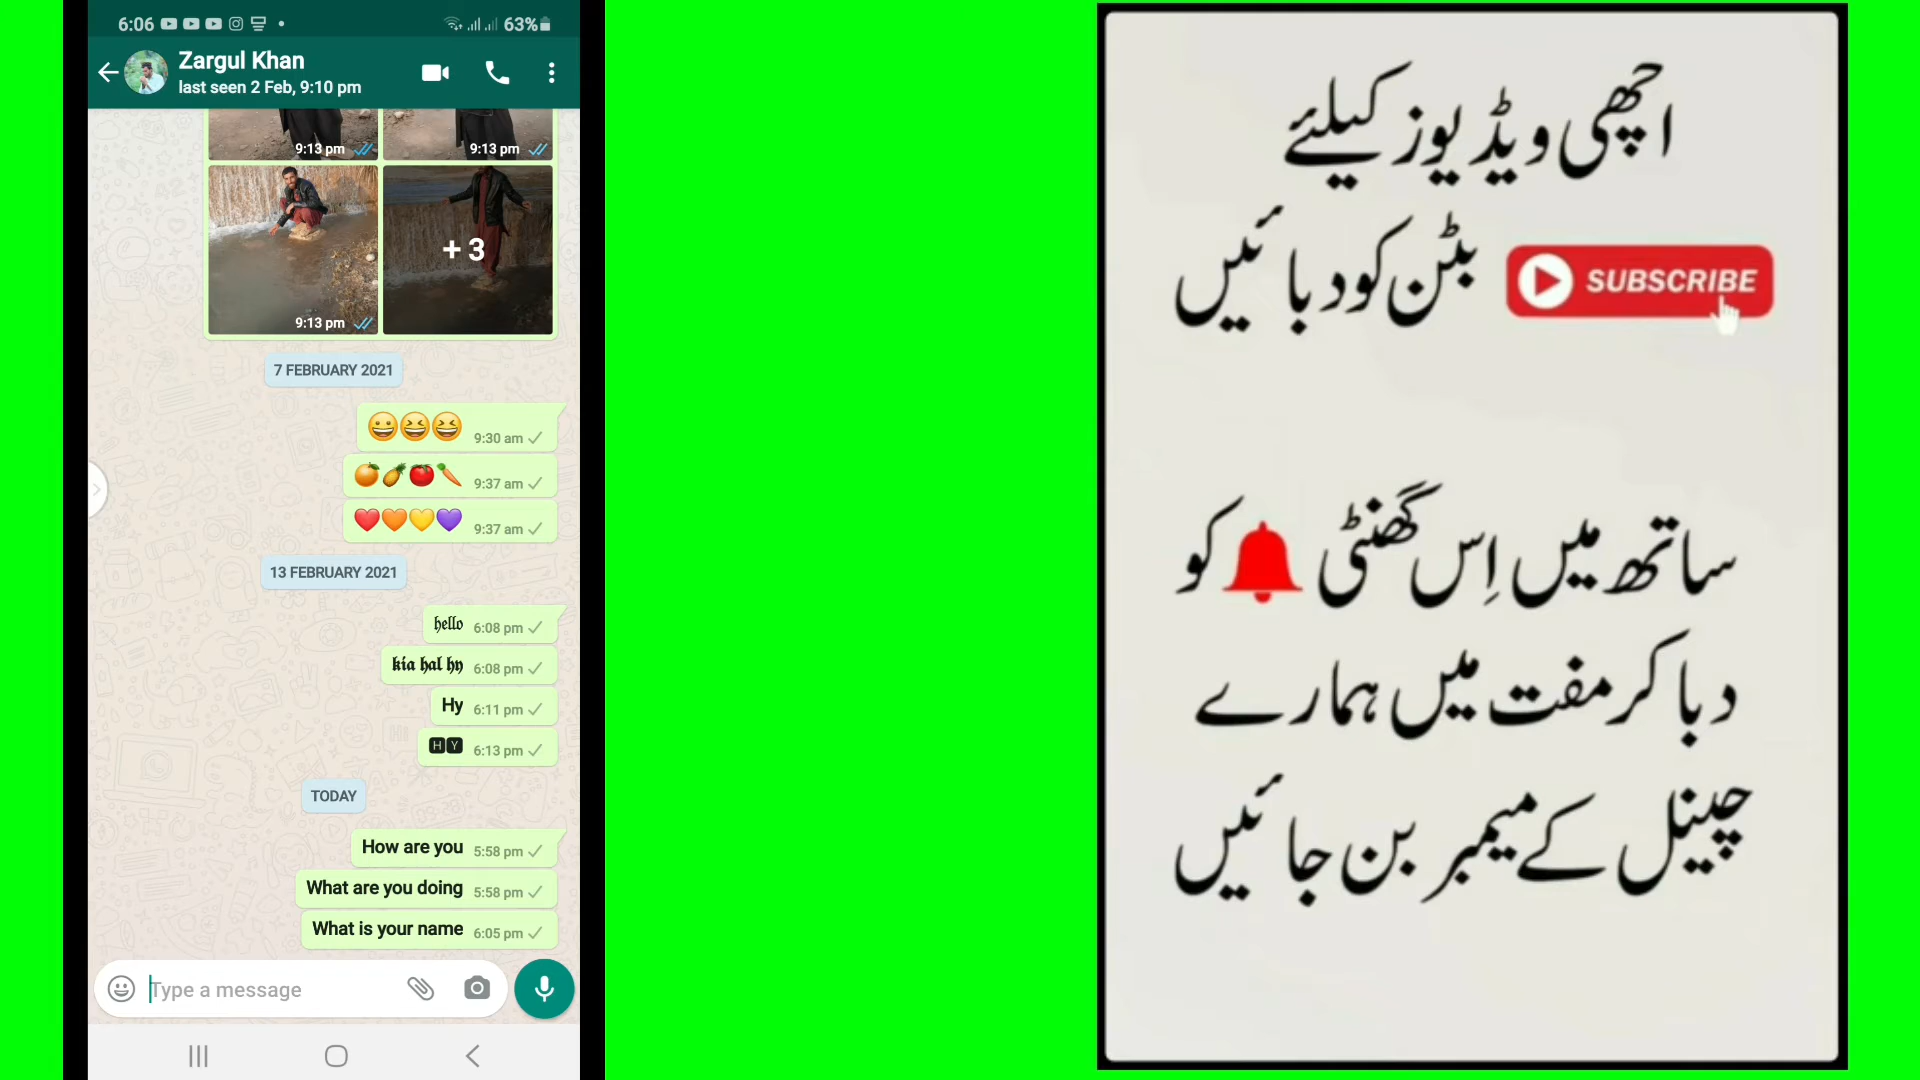 6:06
63%
Zargul Khan
last seen 2 Feb, 9:10 pm
9:13 pm
9:13 pm
9:13 pm
+ 3
7 FEBRUARY 2021
9:30 am
9:37 am
9:37 am
13 FEBRUARY 2021
hello 6:08 pm
kia hal hy 6:08 pm
Hy 6:11 pm
HY 6:13 pm
TODAY
How are you 5:58 pm
What are you doing 5:58 pm
What is your name 6:05 pm
Type a message
اچھی ویڈیوز کیلئے
SUBSCRIBE بٹن کو دبائیں
ساتھ میں اِس گھنٹی کو
دبا کر مفت میں ہمارے
چینل کے میمبر بن جائیں